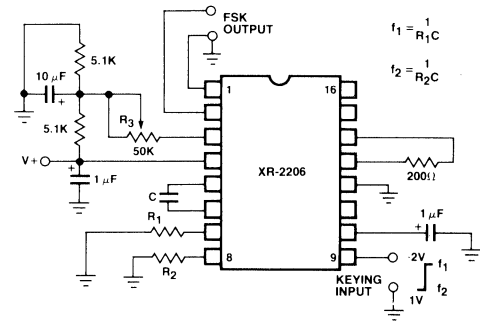 FSK
OUTPUT
f1 = 1/R1C
f2 = 1/R2C
5.1K
10 μF
+
5.1K
R3
50K
V+
+
1 μF
C
R1
R2
1
16
XR-2206
8
9
200Ω
1 μF
+
KEYING
INPUT
2V
f1
f2
1V